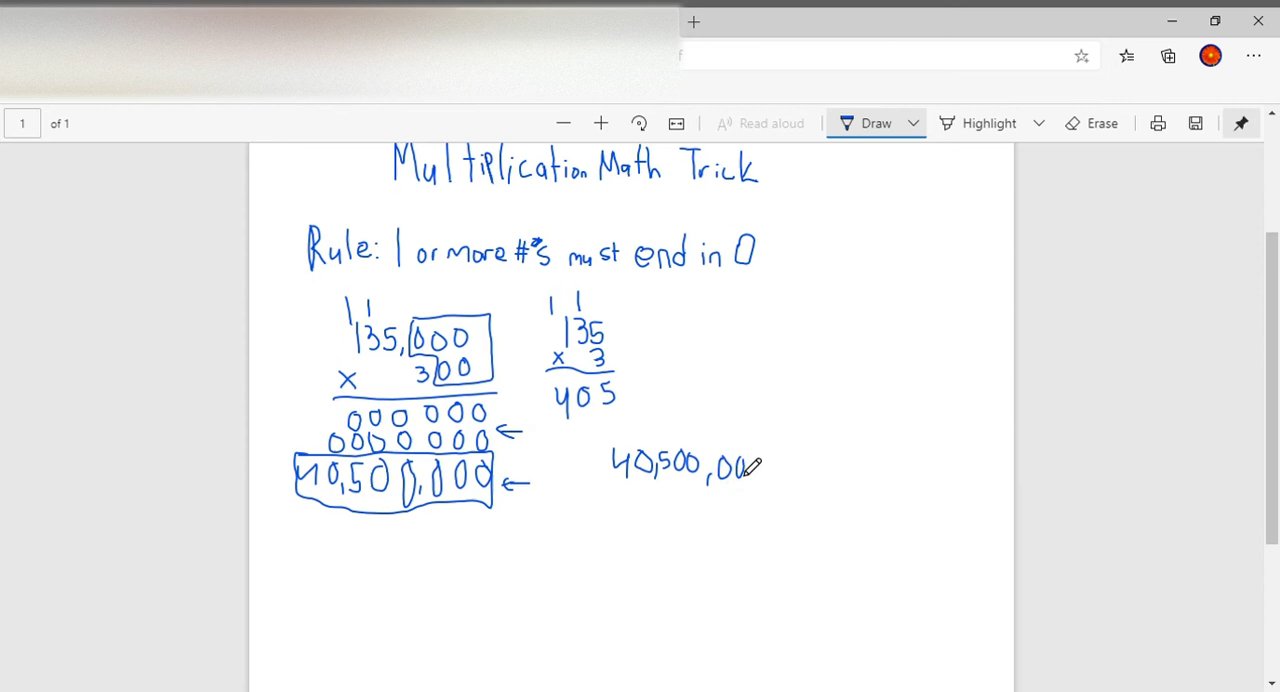 1 of 1
Read aloud
Draw
Highlight
Erase
Multiplication Math Trick
Rule: 1 or more #'s must end in 0
1 1
135,000
x 300
000 000
0000 000
40,500,000
1 1
135
x 3
405
40,500,00